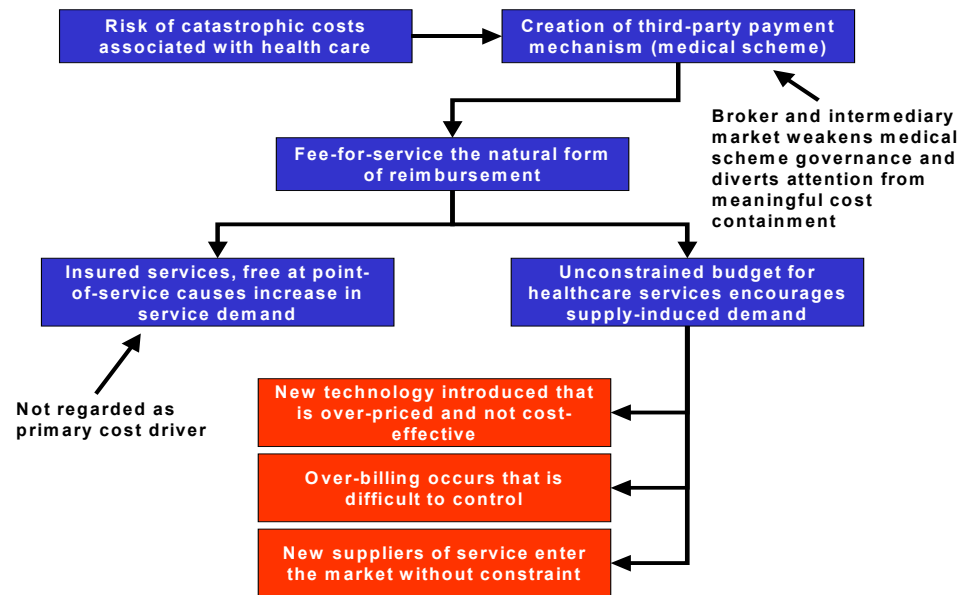 Risk of catastrophic costs
associated with health care
Creation of third-party payment
mechanism (medical scheme)
Broker and intermediary
market weakens medical
scheme governance and
diverts attention from
meaningful cost
containment
Fee-for-service the natural form
of reimbursement
Insured services, free at point-
of-service causes increase in
service demand
Unconstrained budget for
healthcare services encourages
supply-induced demand
Not regarded as
primary cost driver
New technology introduced that
is over-priced and not cost-
effective
Over-billing occurs that is
difficult to control
New suppliers of service enter
the market without constraint